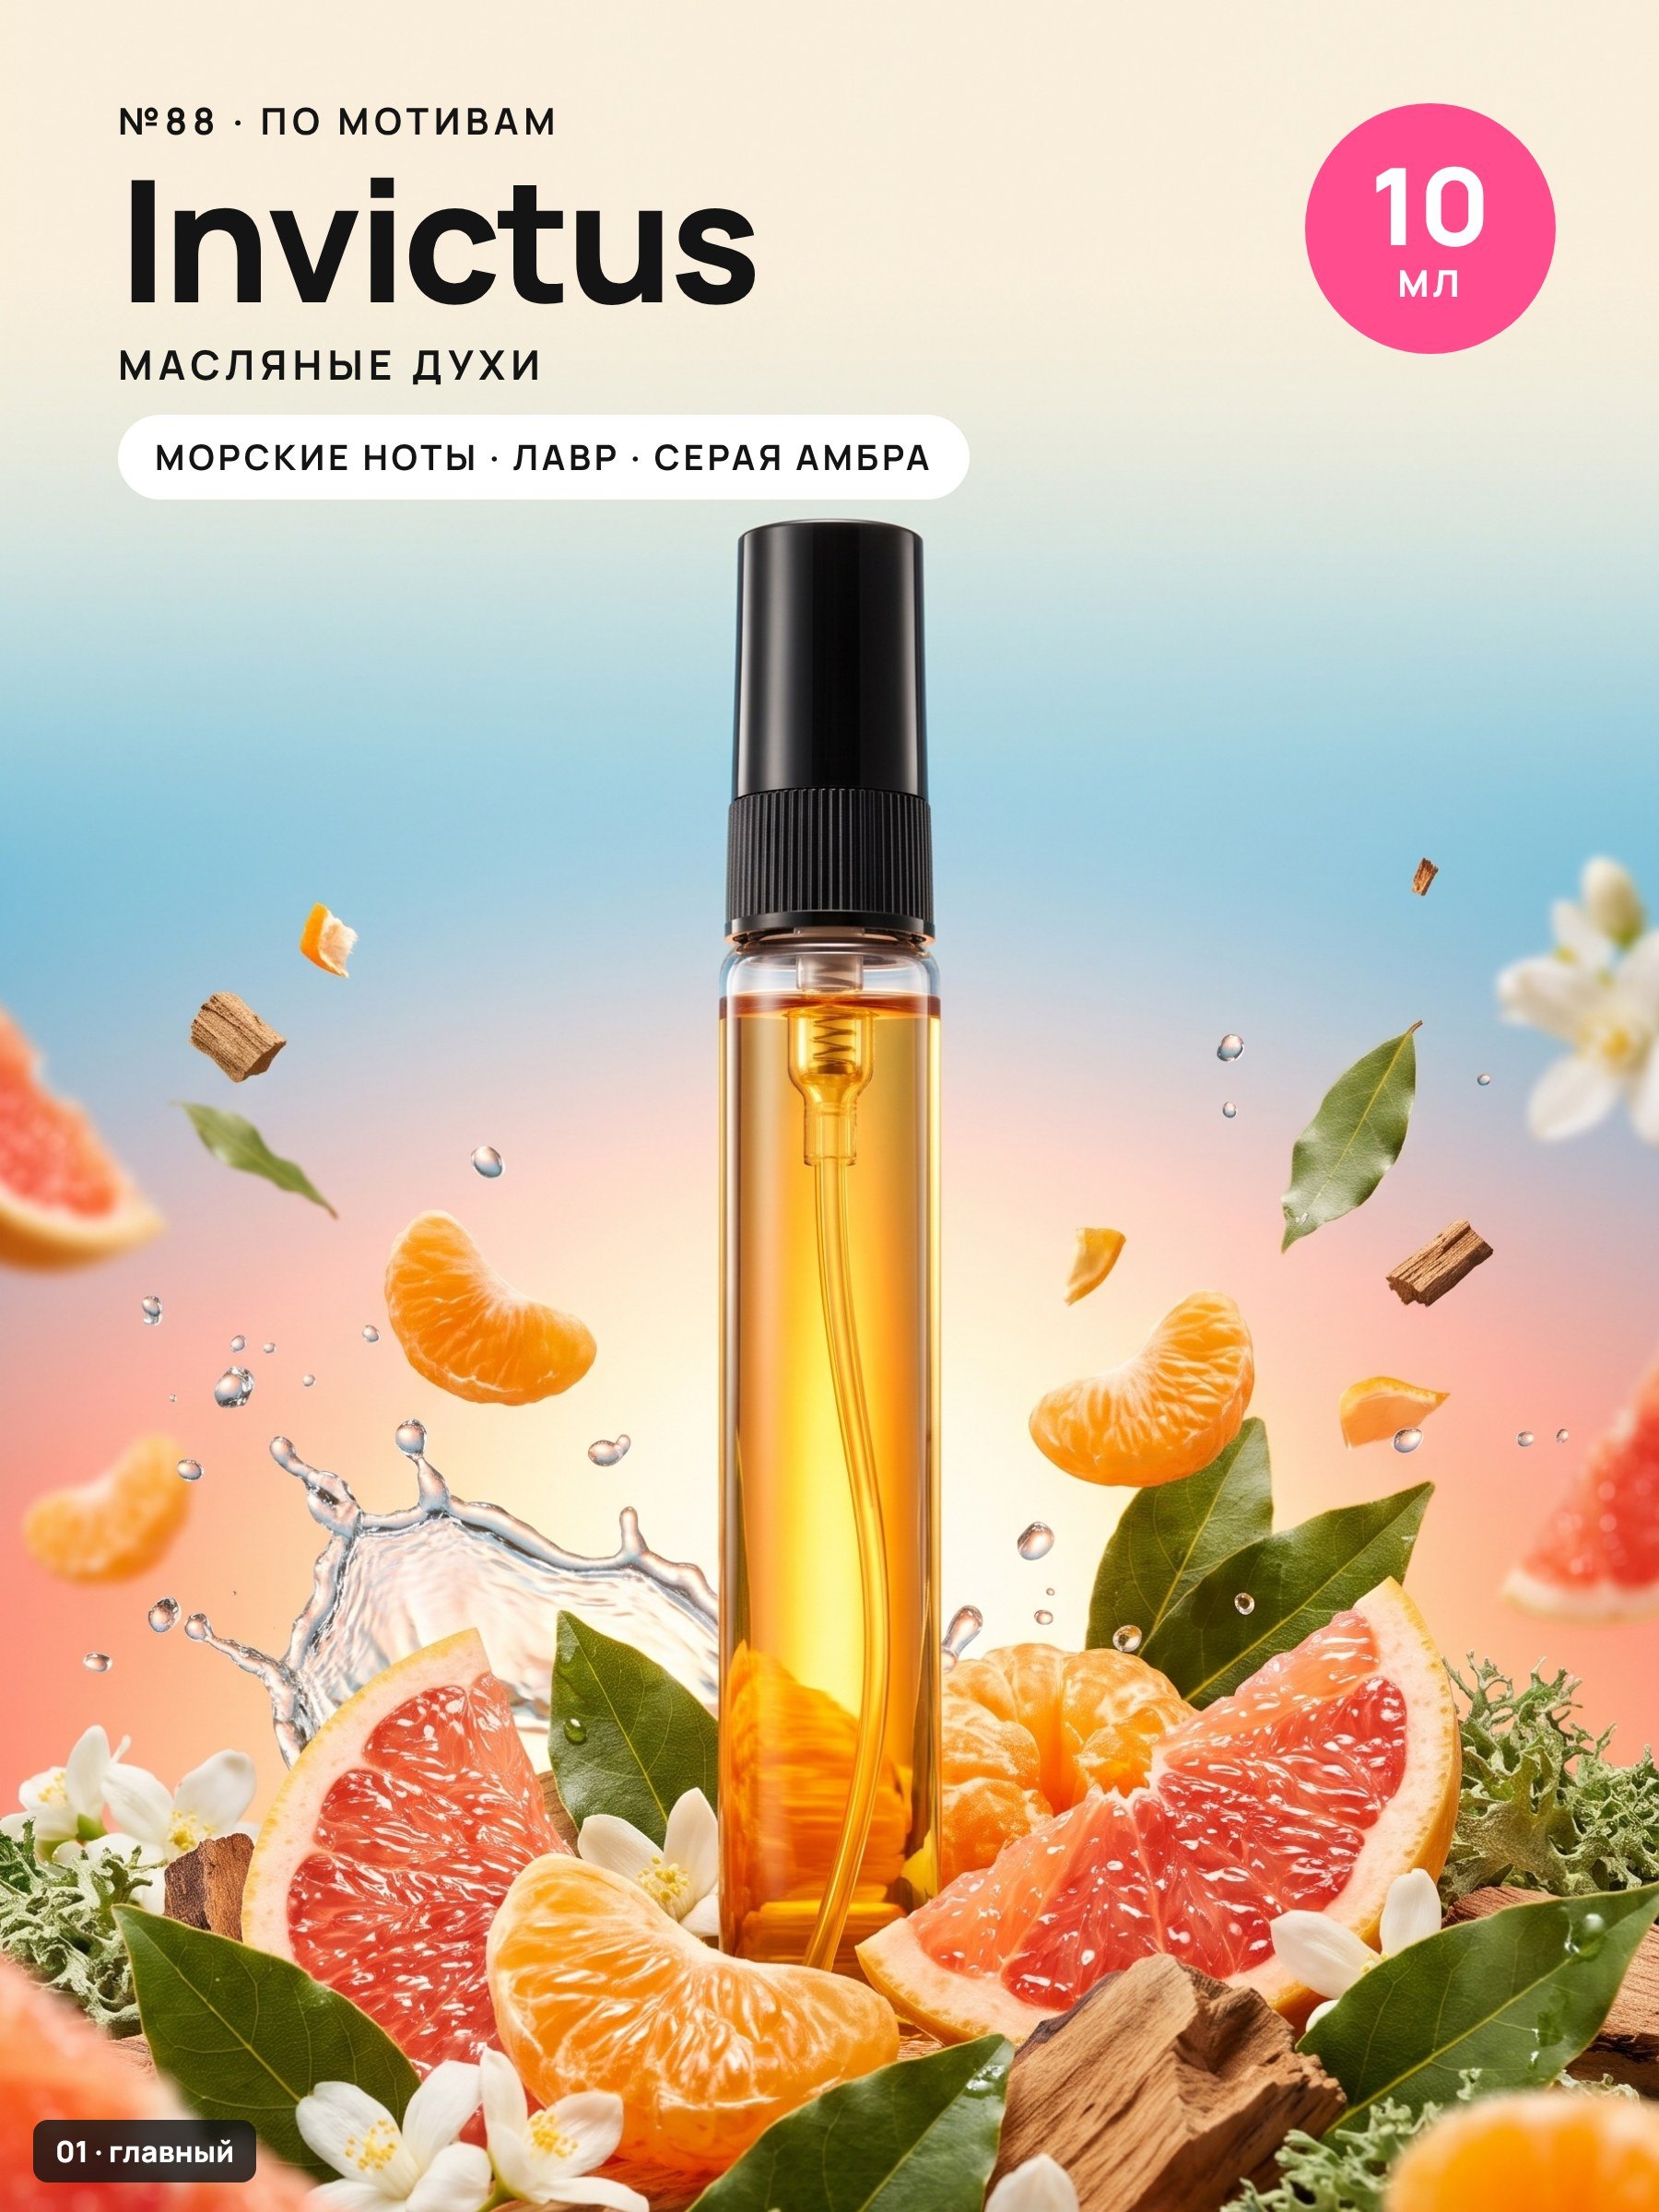 №88 · ПО МОТИВАМ
Invictus
МАСЛЯНЫЕ ДУХИ
МОРСКИЕ НОТЫ · ЛАВР · СЕРАЯ АМБРА
10
МЛ
01 · главный